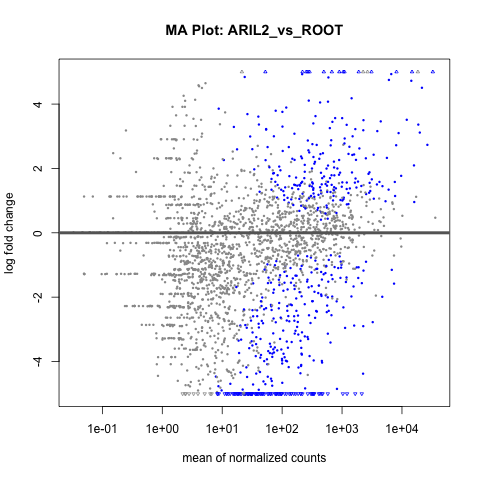 MA Plot: ARIL2_vs_ROOT
log fold change
4
2
0
-2
-4
1e-01 1e+00 1e+01 1e+02 1e+03 1e+04
mean of normalized counts